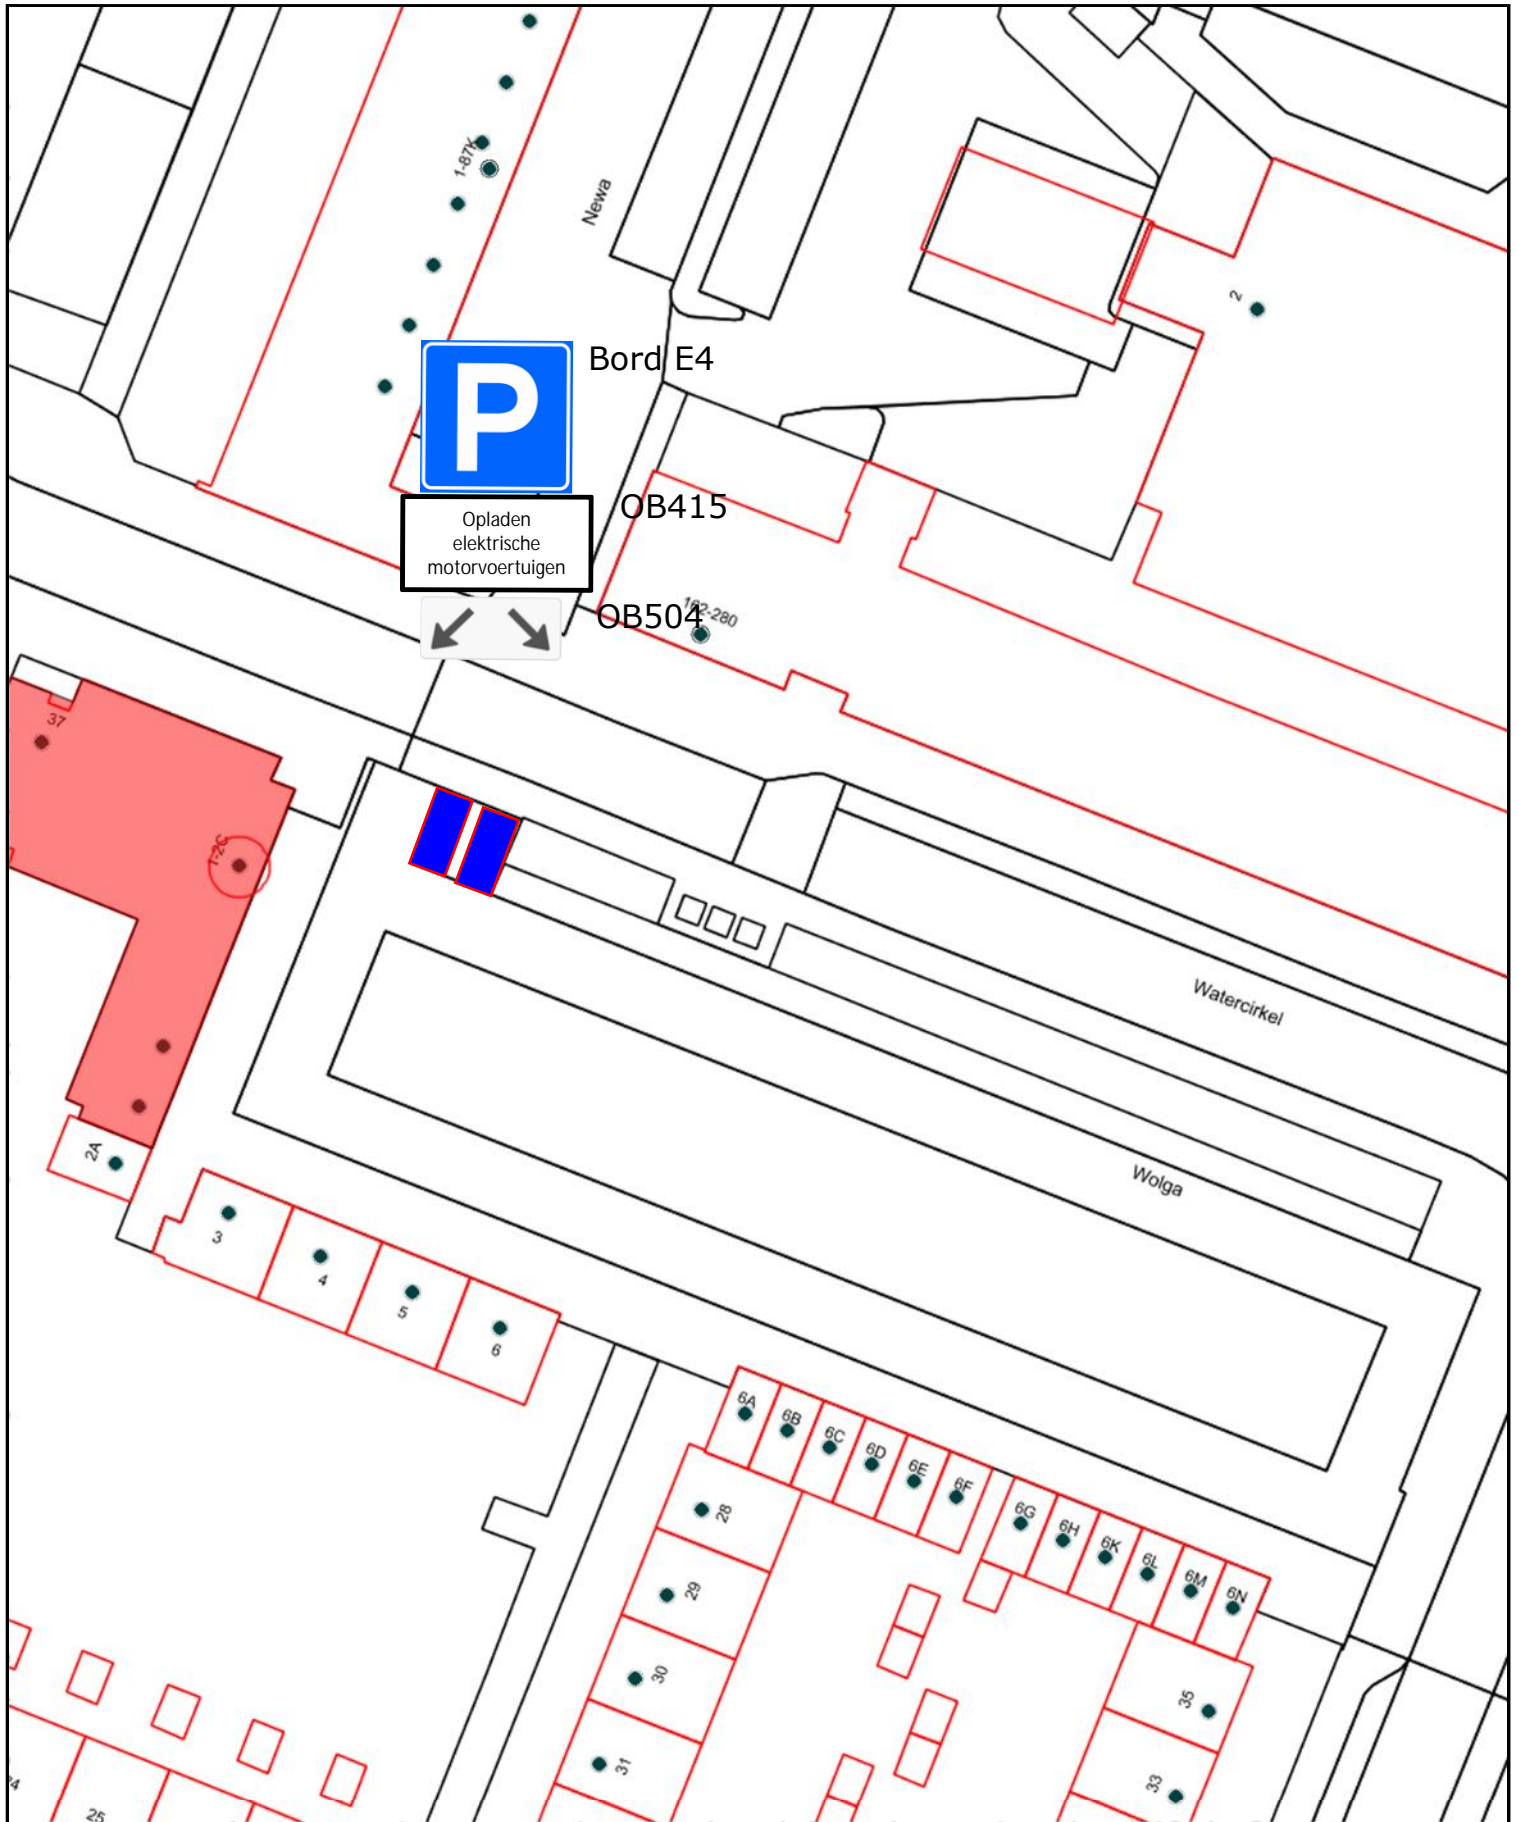 1-87K
Newa
2
Bord E4
P
OB415
Opladen
elektrische
motorvoertuigen
OB504
162-280
37
1-2C
Watercirkel
Wolga
2A
3
4
5
6
6A
6B
6C
6D
6E
6F
6G
6H
6K
6L
6M
6N
28
29
30
31
35
33
25